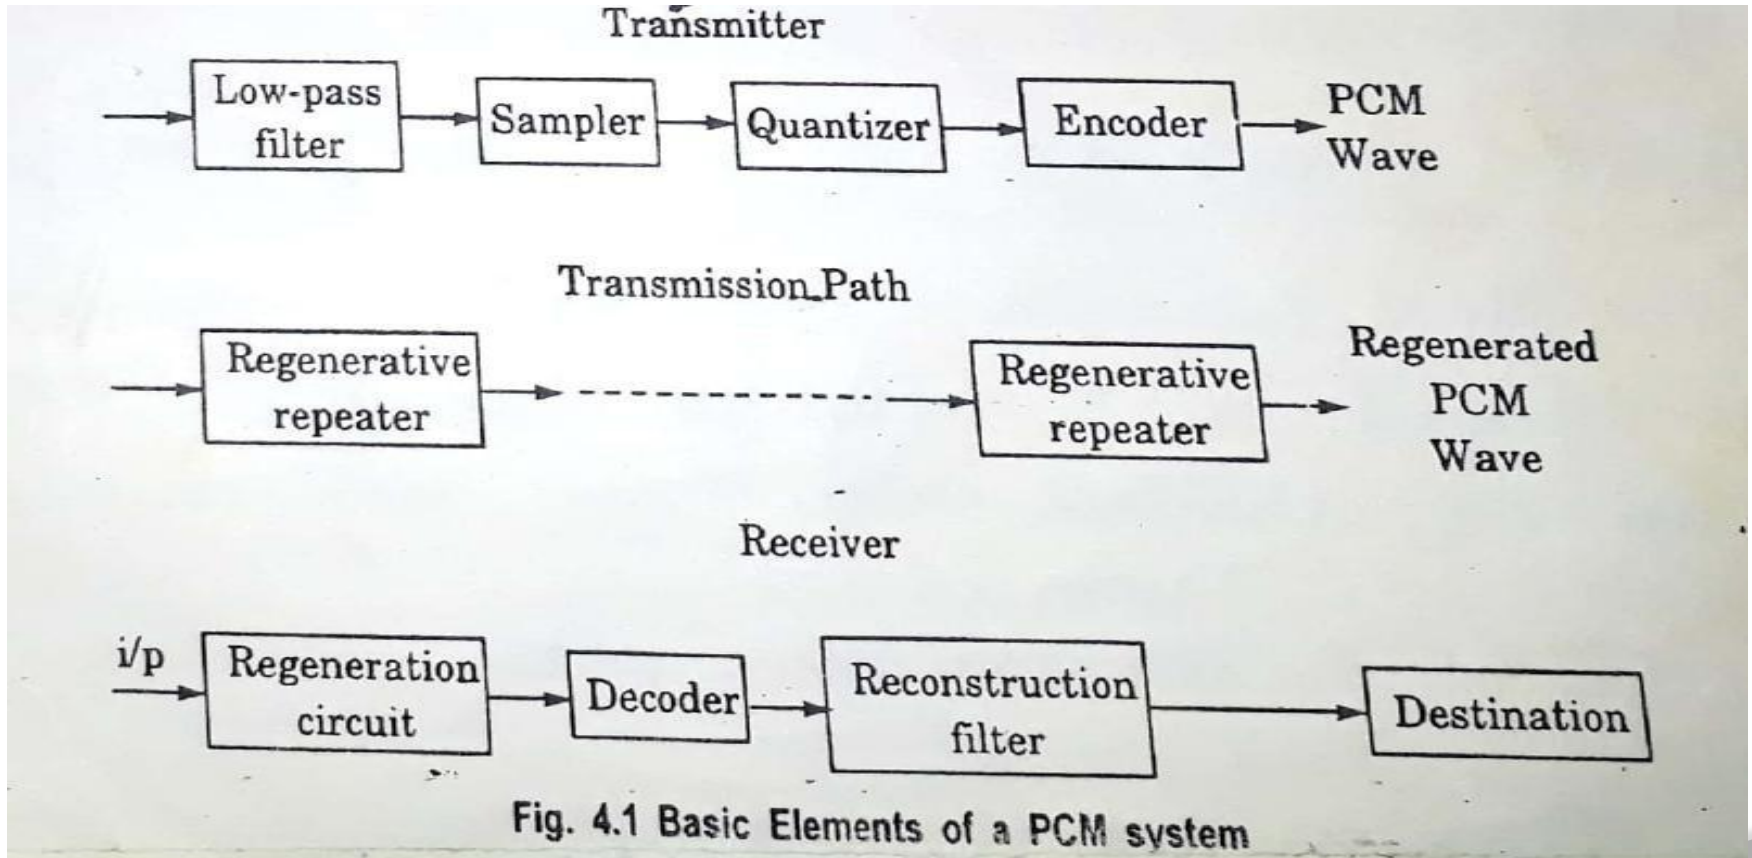 Transmitter
Low-pass
filter
Sampler
Quantizer
Encoder
PCM
Wave
Transmission Path
Regenerative
repeater
Regenerative
repeater
Regenerated
PCM
Wave
Receiver
i/p
Regeneration
circuit
Decoder
Reconstruction
filter
Destination
Fig. 4.1 Basic Elements of a PCM system